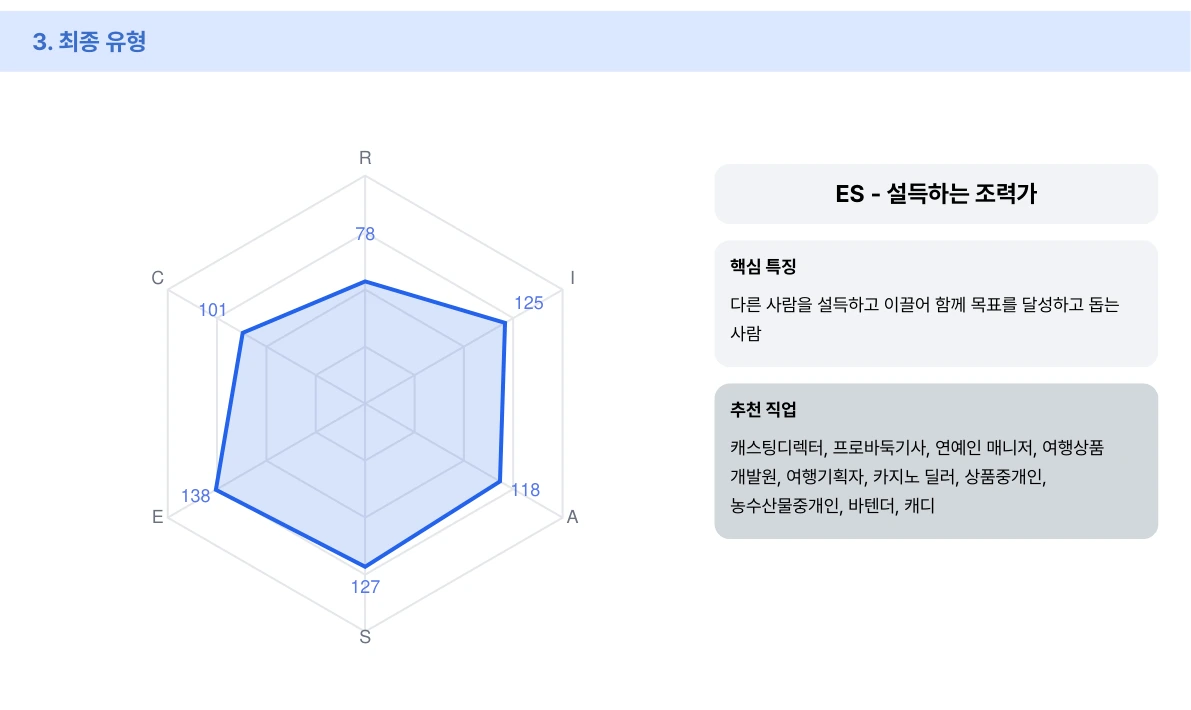 3. 최종 유형
R
78
C
I
101
125
E
138
118
A
127
S
ES - 설득하는 조력가
핵심 특징
다른 사람을 설득하고 이끌어 함께 목표를 달성하고 돕는
사람
추천 직업
캐스팅디렉터, 프로바둑기사, 연예인 매니저, 여행상품
개발원, 여행기획자, 카지노 딜러, 상품중개인,
농수산물중개인, 바텐더, 캐디